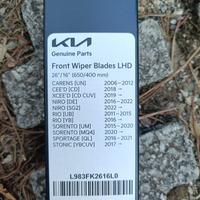 KIA
Genuine Parts
Front Wiper Blades LHD
26"/16" (650/400 mm)
CARENS [UN] 2006-2012
CEE'D [CD] 2018→
XCEE'D [CD CUV] 2019→
NIRO [DE] 2016-2022
NIRO [SG2] 2022→
RIO [UB] 2011-2015
RIO [YB] 2016→
SORENTO [UM] 2015-2020
SORENTO [MQ4] 2020→
SPORTAGE [QL] 2016-2021
STONIC [YBCUV] 2017→
L983FK2616L0